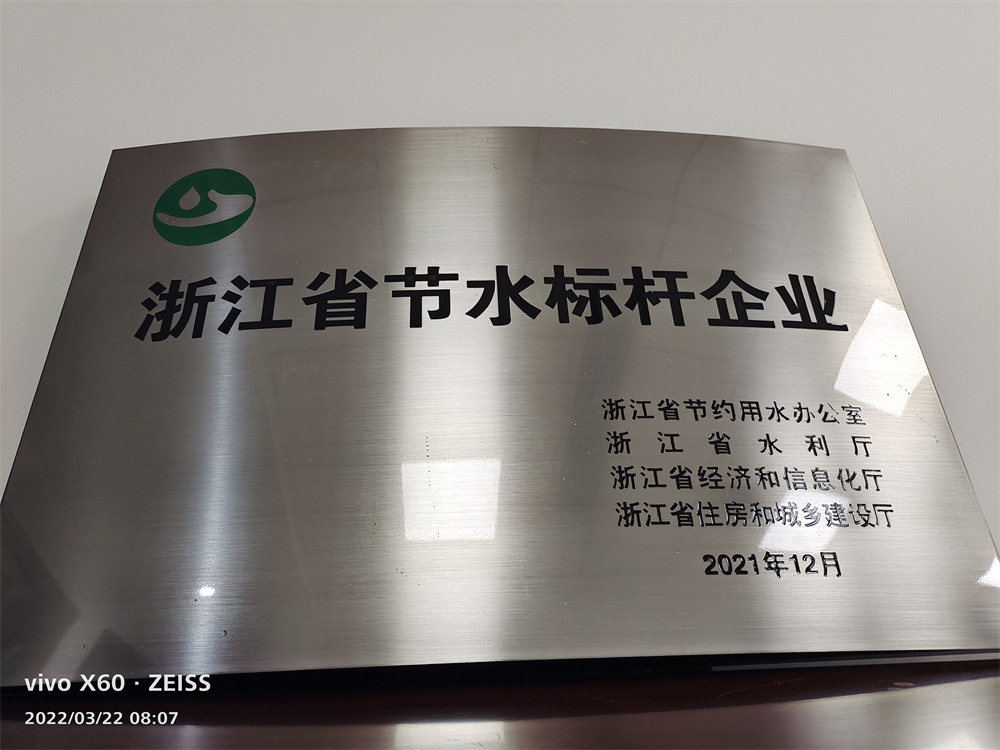 浙江省节水标杆企业
浙江省节约用水办公室
浙江省水利厅
浙江省经济和信息化厅
浙江省住房和城乡建设厅
2021年12月
vivo X60 · ZEISS
2022/03/22 08:07